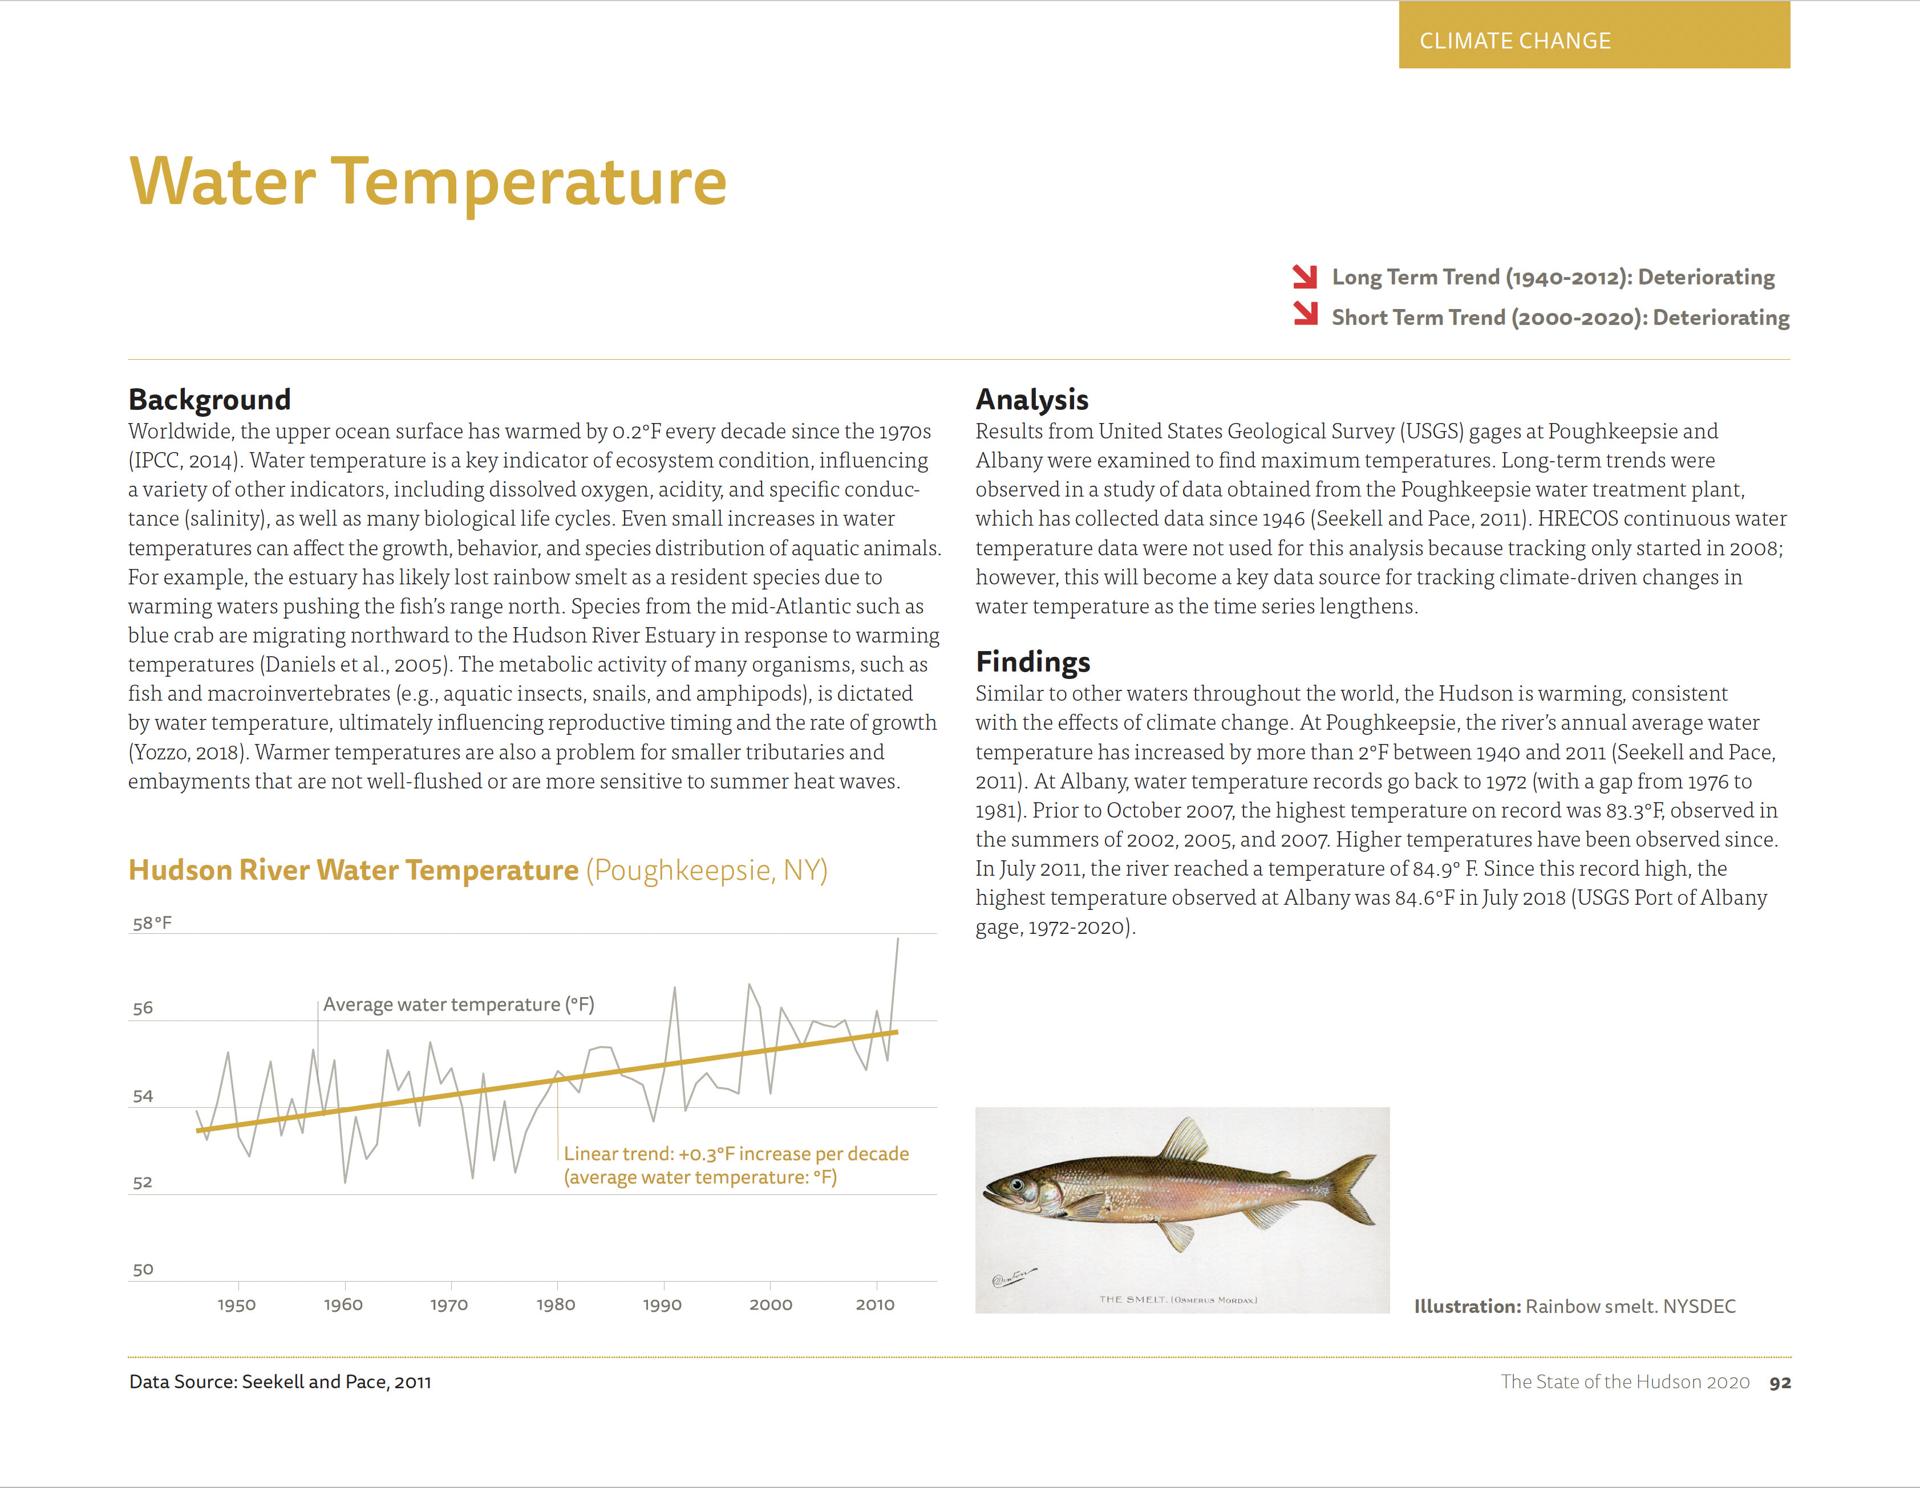 CLIMATE CHANGE
Water Temperature
Long Term Trend (1940-2012): Deteriorating
Short Term Trend (2000-2020): Deteriorating
Background
Worldwide, the upper ocean surface has warmed by 0.2°F every decade since the 1970s
(IPCC, 2014). Water temperature is a key indicator of ecosystem condition, influencing
a variety of other indicators, including dissolved oxygen, acidity, and specific conduc-
tance (salinity), as well as many biological life cycles. Even small increases in water
temperatures can affect the growth, behavior, and species distribution of aquatic animals.
For example, the estuary has likely lost rainbow smelt as a resident species due to
warming waters pushing the fish's range north. Species from the mid-Atlantic such as
blue crab are migrating northward to the Hudson River Estuary in response to warming
temperatures (Daniels et al., 2005). The metabolic activity of many organisms, such as
fish and macroinvertebrates (e.g., aquatic insects, snails, and amphipods), is dictated
by water temperature, ultimately influencing reproductive timing and the rate of growth
(Yozzo, 2018). Warmer temperatures are also a problem for smaller tributaries and
embayments that are not well-flushed or are more sensitive to summer heat waves.
Hudson River Water Temperature (Poughkeepsie, NY)
58°F
56
54
52
50
Average water temperature (°F)
Linear trend: +0.3°F increase per decade
(average water temperature: °F)
1950 1960 1970 1980 1990 2000 2010
Analysis
Results from United States Geological Survey (USGS) gages at Poughkeepsie and
Albany were examined to find maximum temperatures. Long-term trends were
observed in a study of data obtained from the Poughkeepsie water treatment plant,
which has collected data since 1946 (Seekell and Pace, 2011). HRECOS continuous water
temperature data were not used for this analysis because tracking only started in 2008;
however, this will become a key data source for tracking climate-driven changes in
water temperature as the time series lengthens.
Findings
Similar to other waters throughout the world, the Hudson is warming, consistent
with the effects of climate change. At Poughkeepsie, the river's annual average water
temperature has increased by more than 2°F between 1940 and 2011 (Seekell and Pace,
2011). At Albany, water temperature records go back to 1972 (with a gap from 1976 to
1981). Prior to October 2007, the highest temperature on record was 83.3°F, observed in
the summers of 2002, 2005, and 2007. Higher temperatures have been observed since.
In July 2011, the river reached a temperature of 84.9° F. Since this record high, the
highest temperature observed at Albany was 84.6°F in July 2018 (USGS Port of Albany
gage, 1972-2020).
Denton
THE SMELT. (OSMERUS MORDAX.)
Illustration: Rainbow smelt. NYSDEC
Data Source: Seekell and Pace, 2011
The State of the Hudson 2020 92